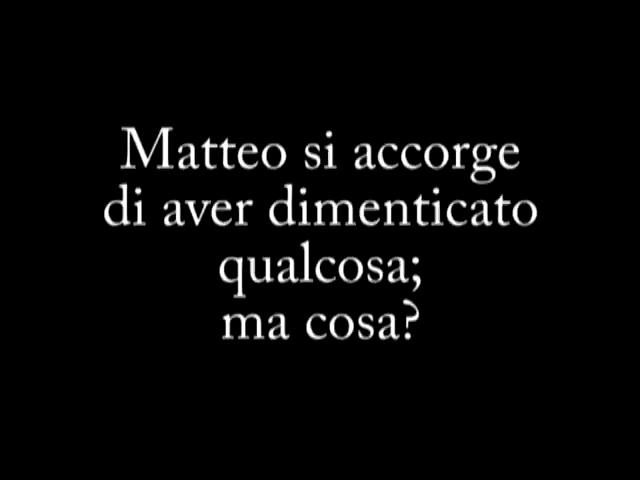 Matteo si accorge
di aver dimenticato
qualcosa;
ma cosa?